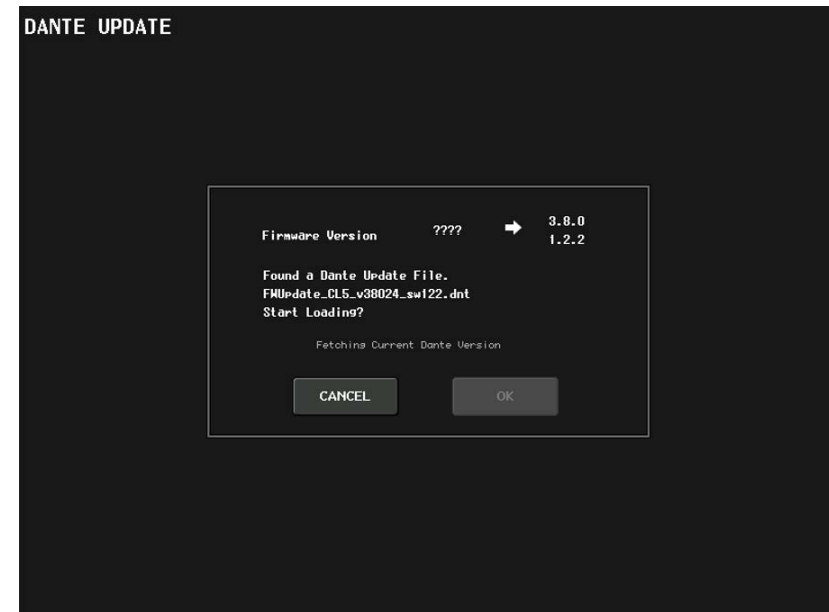 DANTE UPDATE
Firmware Version ???? 3.8.0
1.2.2
Found a Dante Update File.
FWUpdate_CL5_v38024_sw122.dnt
Start Loading?
Fetching Current Dante Version
CANCEL OK